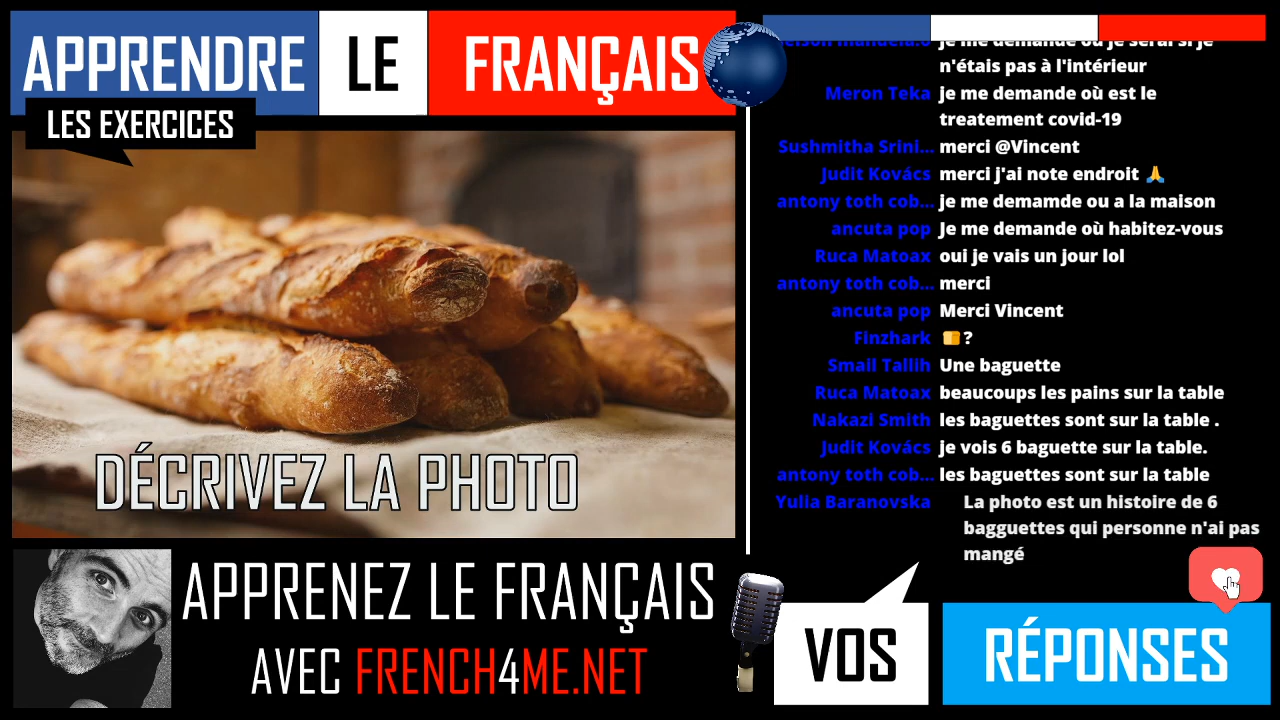 APPRENDRE LE FRANÇAIS
LES EXERCICES
DÉCRIVEZ LA PHOTO
APPRENEZ LE FRANÇAIS
AVEC FRENCH4ME.NET
je me demande où je serai si je
n'étais pas à l'intérieur
Meron Teka je me demande où est le
treatement covid-19
Sushmitha Srini... merci @Vincent
Judit Kovács merci j'ai note endroit 🙏
antony toth cob... je me demamde ou a la maison
ancuta pop Je me demande où habitez-vous
Ruca Matoax oui je vais un jour lol
antony toth cob... merci
ancuta pop Merci Vincent
Finzhark 🍞?
Smail Tallih Une baguette
Ruca Matoax beaucoups les pains sur la table
Nakazi Smith les baguettes sont sur la table .
Judit Kovács je vois 6 baguette sur la table.
antony toth cob... les baguettes sont sur la table
Yulia Baranovska La photo est un histoire de 6
bagguettes qui personne n'ai pas
mangé
VOS RÉPONSES